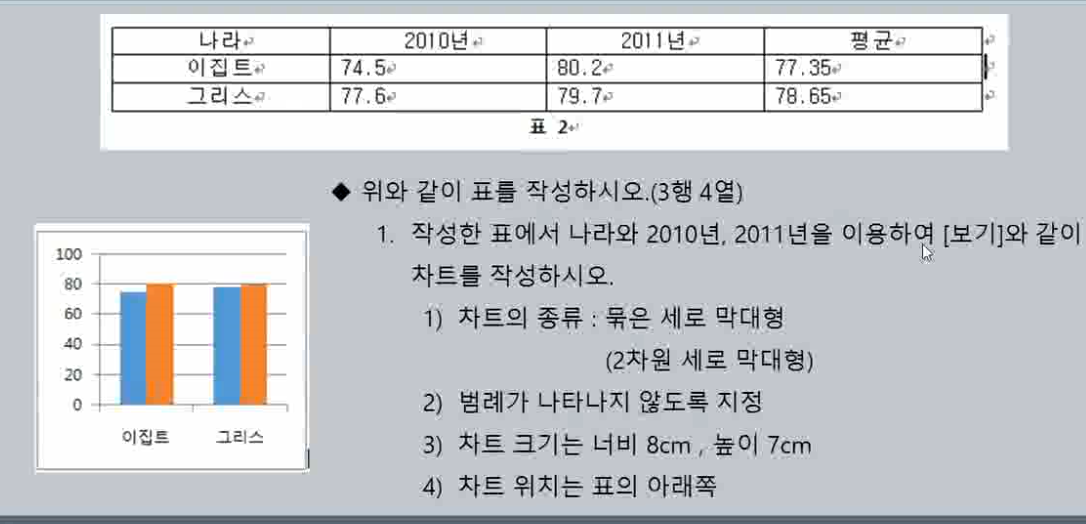 나라 2010년 2011년 평균
이집트 74.5 80.2 77.35
그리스 77.6 79.7 78.65
표 2
◆ 위와 같이 표를 작성하시오.(3행 4열)
1. 작성한 표에서 나라와 2010년, 2011년을 이용하여 [보기]와 같이
차트를 작성하시오.
1) 차트의 종류 : 묶은 세로 막대형
(2차원 세로 막대형)
2) 범례가 나타나지 않도록 지정
3) 차트 크기는 너비 8cm , 높이 7cm
4) 차트 위치는 표의 아래쪽
100
80
60
40
20
0
이집트 그리스